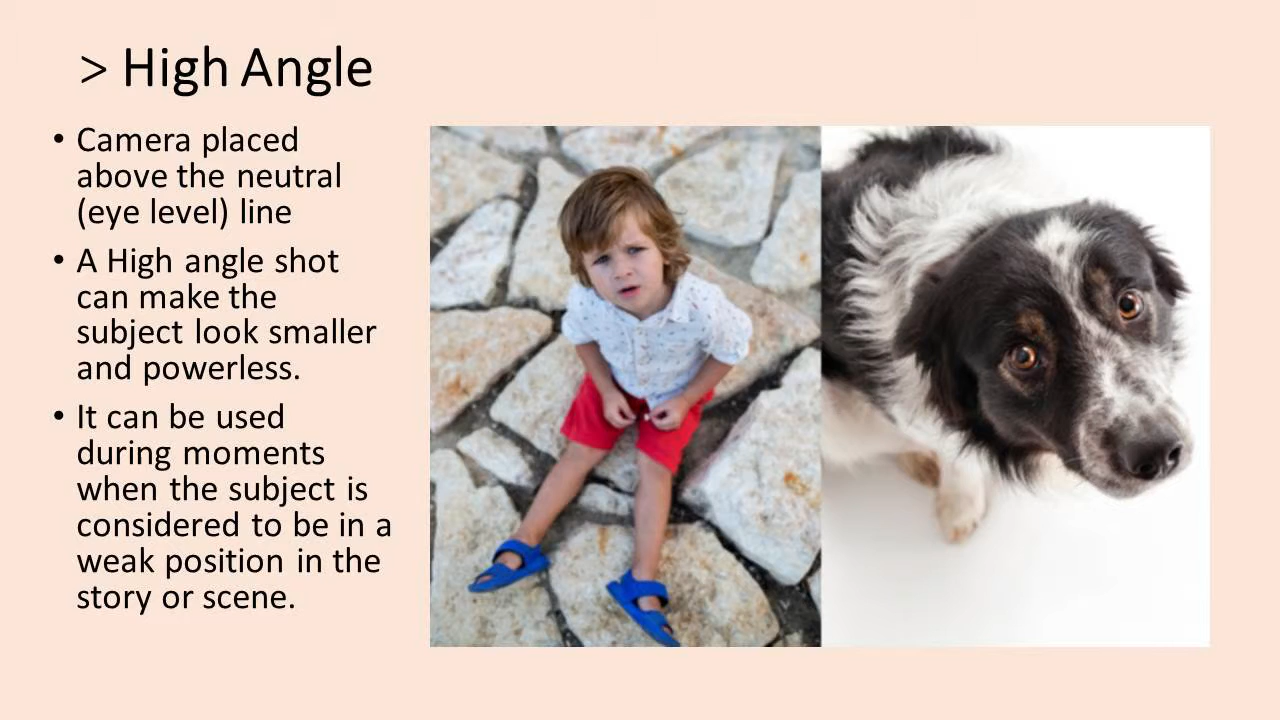 > High Angle
• Camera placed
above the neutral
(eye level) line
• A High angle shot
can make the
subject look smaller
and powerless.
• It can be used
during moments
when the subject is
considered to be in a
weak position in the
story or scene.